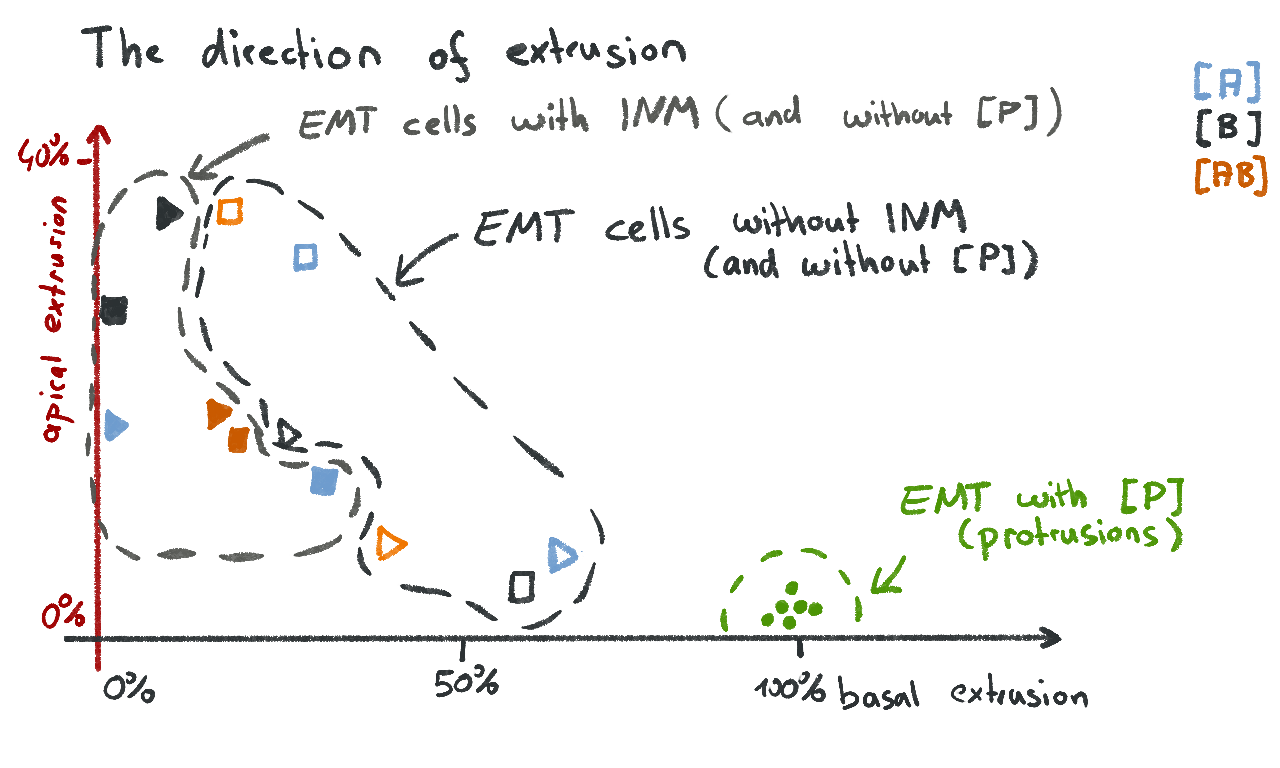 The direction of extrusion
EMT cells with INM (and without [P])
[A]
[B]
[AB]
40%
apical extrusion
EMT cells without INM
(and without [P])
EMT with [P]
(protrusions)
0%
0%
50%
100%
basal extrusion